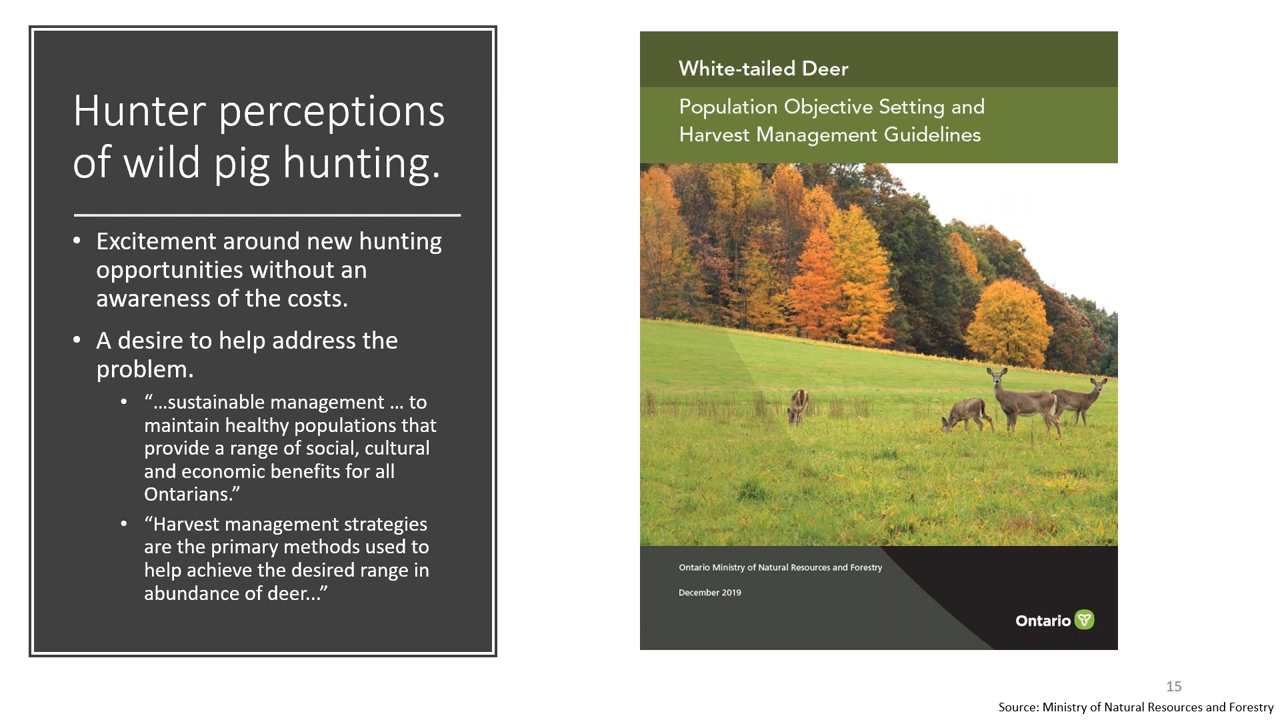 Hunter perceptions
of wild pig hunting.
• Excitement around new hunting
opportunities without an
awareness of the costs.
• A desire to help address the
problem.
• “…sustainable management … to
maintain healthy populations that
provide a range of social, cultural
and economic benefits for all
Ontarians.”
• “Harvest management strategies
are the primary methods used to
help achieve the desired range in
abundance of deer…”
White-tailed Deer
Population Objective Setting and
Harvest Management Guidelines
Ontario Ministry of Natural Resources and Forestry
December 2019
Ontario
15
Source: Ministry of Natural Resources and Forestry